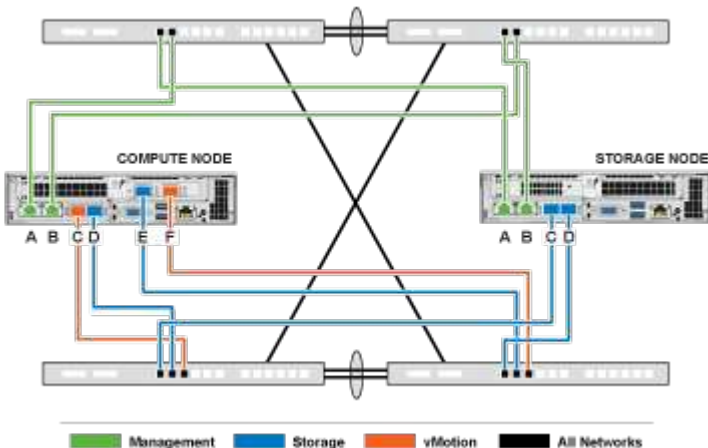 COMPUTE NODE
STORAGE NODE
A B C D E F
A B C D
Management Storage vMotion All Networks